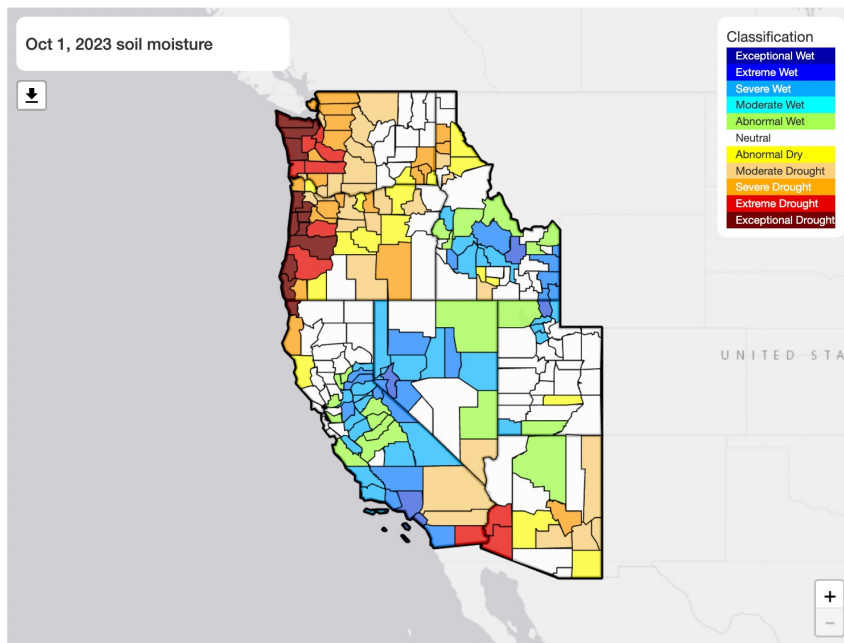 Oct 1, 2023 soil moisture
Classification
Exceptional Wet
Extreme Wet
Severe Wet
Moderate Wet
Abnormal Wet
Neutral
Abnormal Dry
Moderate Drought
Severe Drought
Extreme Drought
Exceptional Drought
UNITED STA
+
−